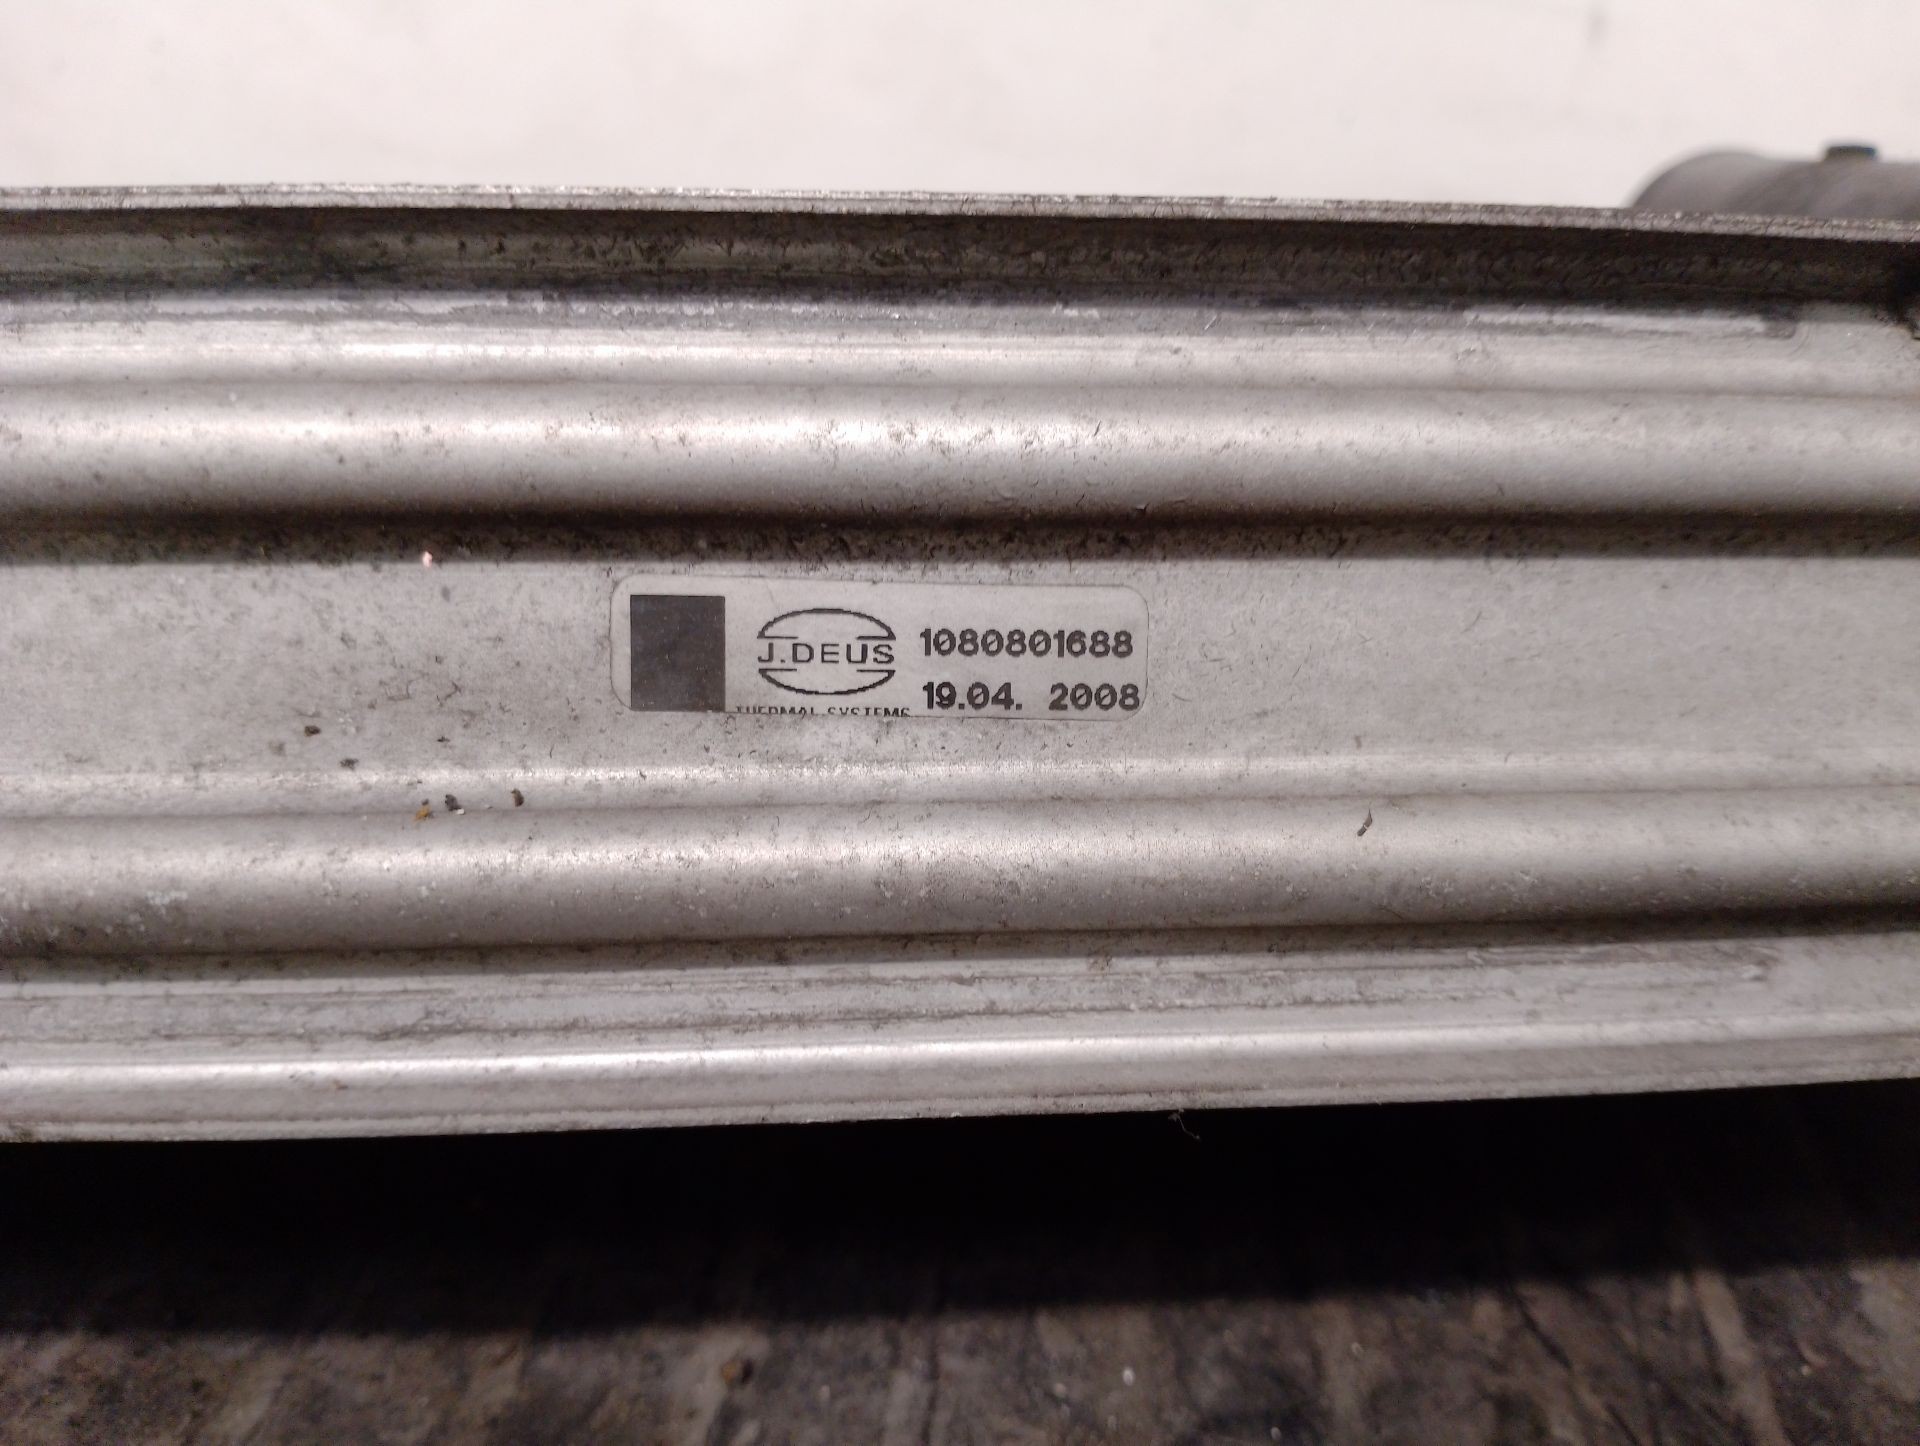 J.DEUS
THERMAL SYSTEMS
1080801688
19.04. 2008